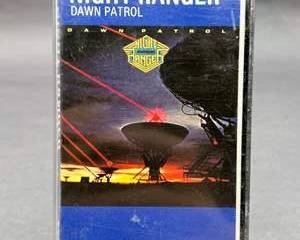 NIGHT RANGER
DAWN PATROL
DAWN PATROL
NIGHT
RANGER